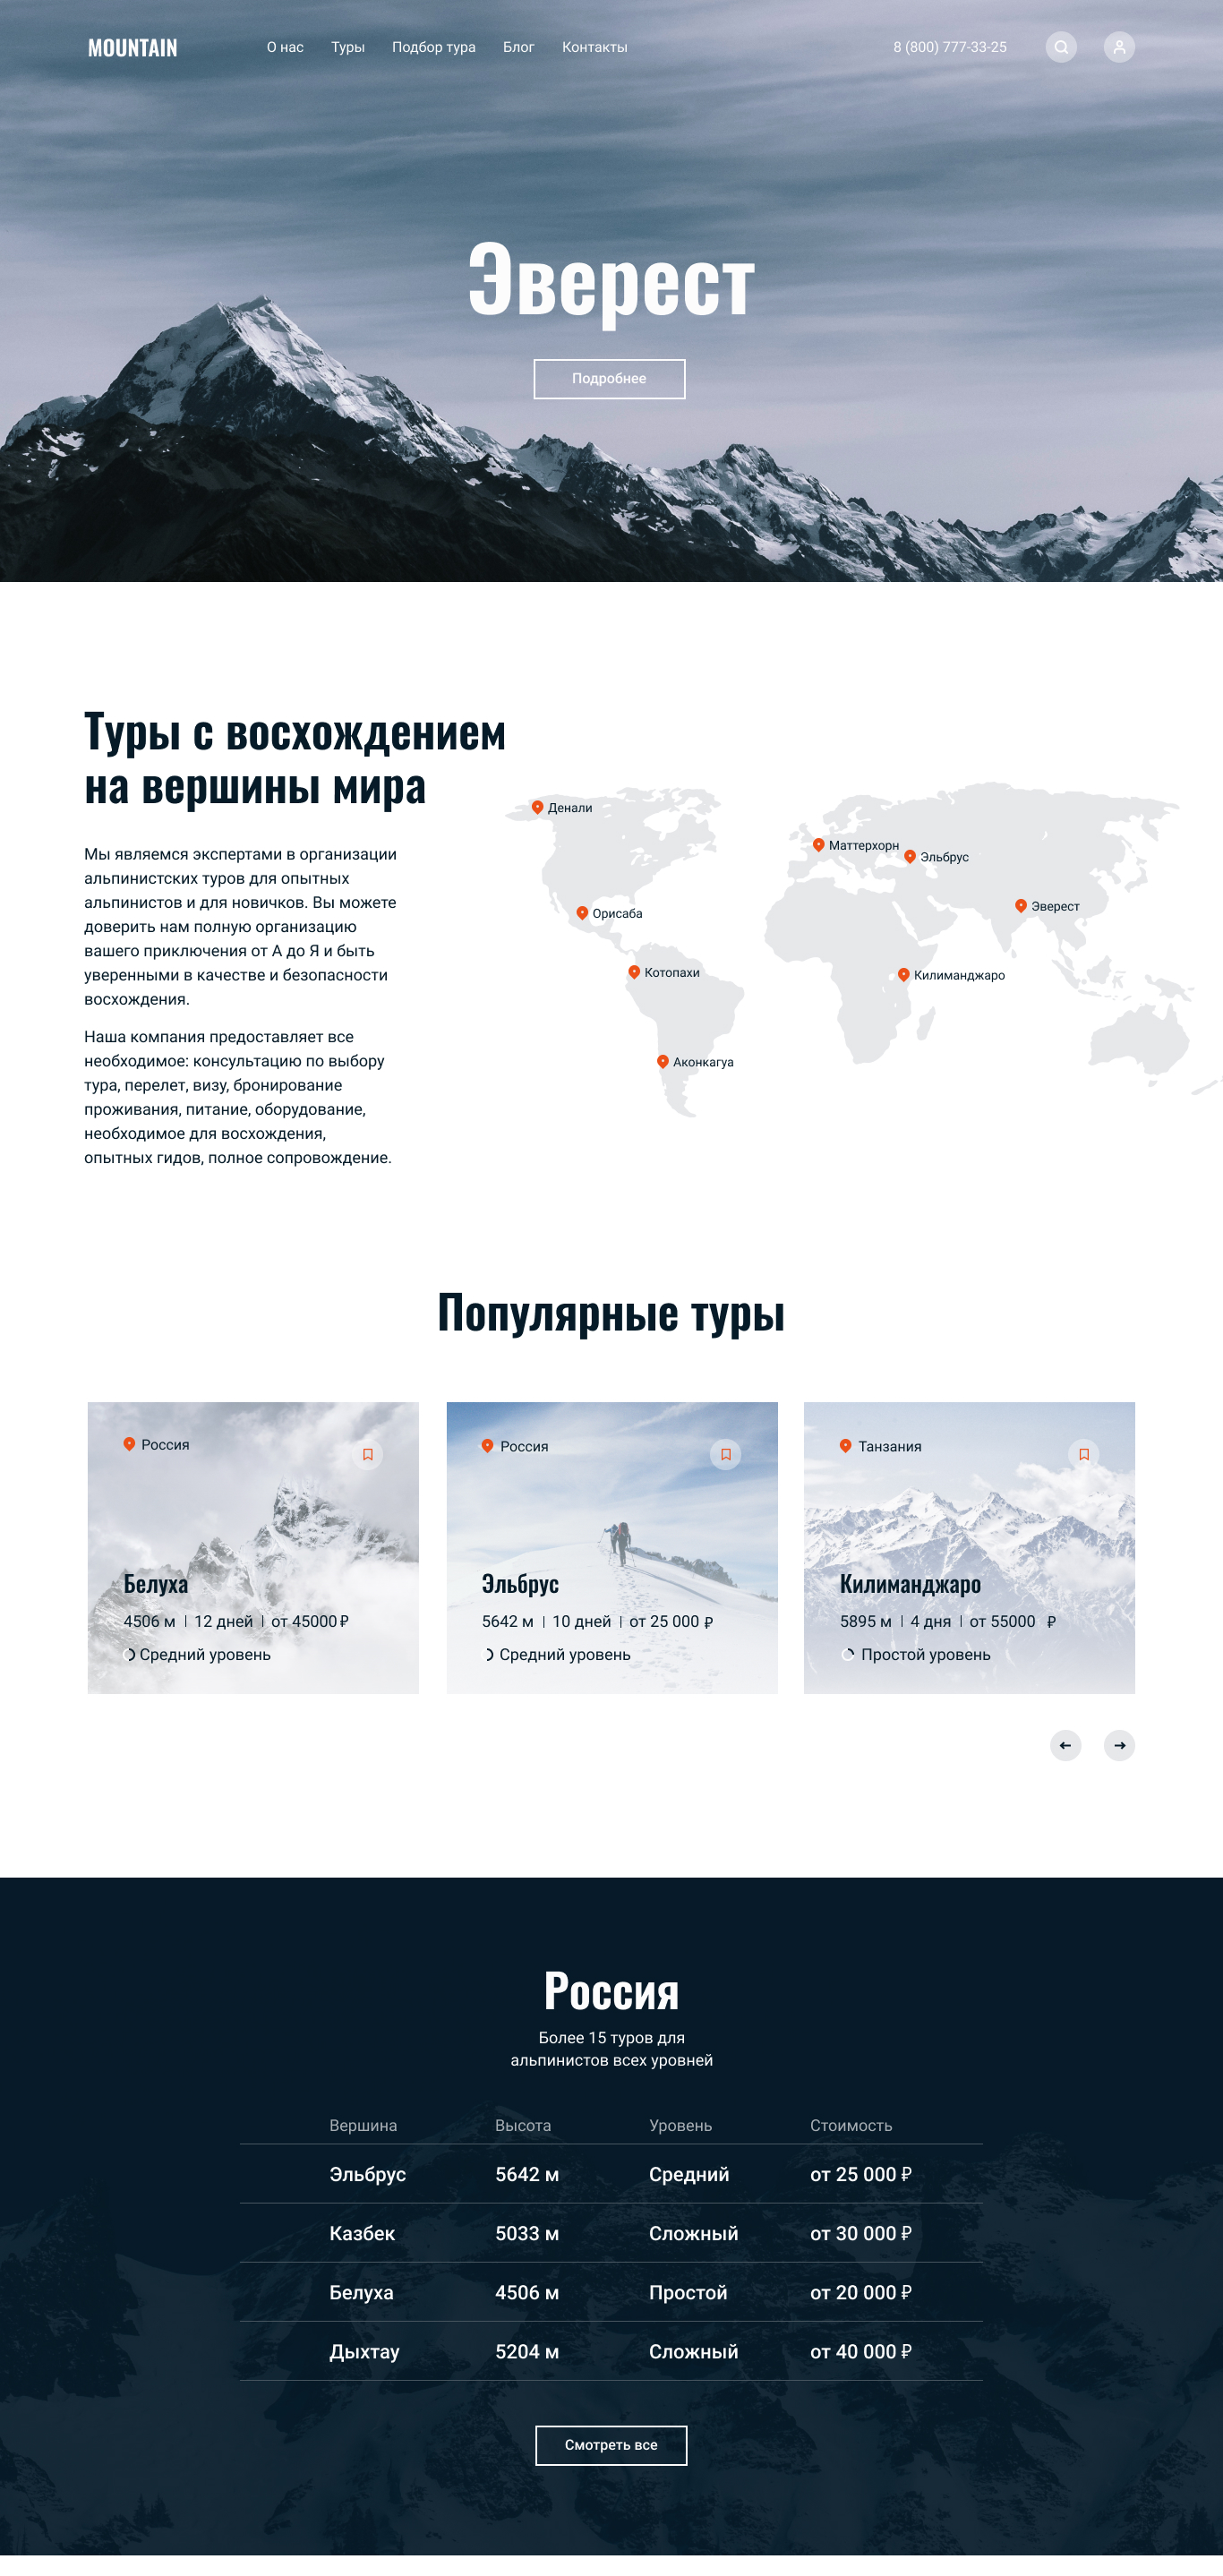 MOUNTAIN
О нас
Туры
Подбор тура
Блог
Контакты
8 (800) 777-33-25
Эверест
Подробнее
Туры с восхождением
на вершины мира
Мы являемся экспертами в организации
альпинистских туров для опытных
альпинистов и для новичков. Вы можете
доверить нам полную организацию
вашего приключения от А до Я и быть
уверенными в качестве и безопасности
восхождения.
Наша компания предоставляет все
необходимое: консультацию по выбору
тура, перелет, визу, бронирование
проживания, питание, оборудование,
необходимое для восхождения,
опытных гидов, полное сопровождение.
Денали
Маттерхорн
Эльбрус
Эверест
Орисаба
Котопахи
Килиманджаро
Аконкагуа
Популярные туры
Россия
Белуха
4506 м | 12 дней | от 45000 ₽
Средний уровень
Россия
Эльбрус
5642 м | 10 дней | от 25 000 ₽
Средний уровень
Танзания
Килиманджаро
5895 м | 4 дня | от 55000 ₽
Простой уровень
Россия
Более 15 туров для
альпинистов всех уровней
Вершина Высота Уровень Стоимость
Эльбрус 5642 м Средний от 25 000 ₽
Казбек 5033 м Сложный от 30 000 ₽
Белуха 4506 м Простой от 20 000 ₽
Дыхтау 5204 м Сложный от 40 000 ₽
Смотреть все